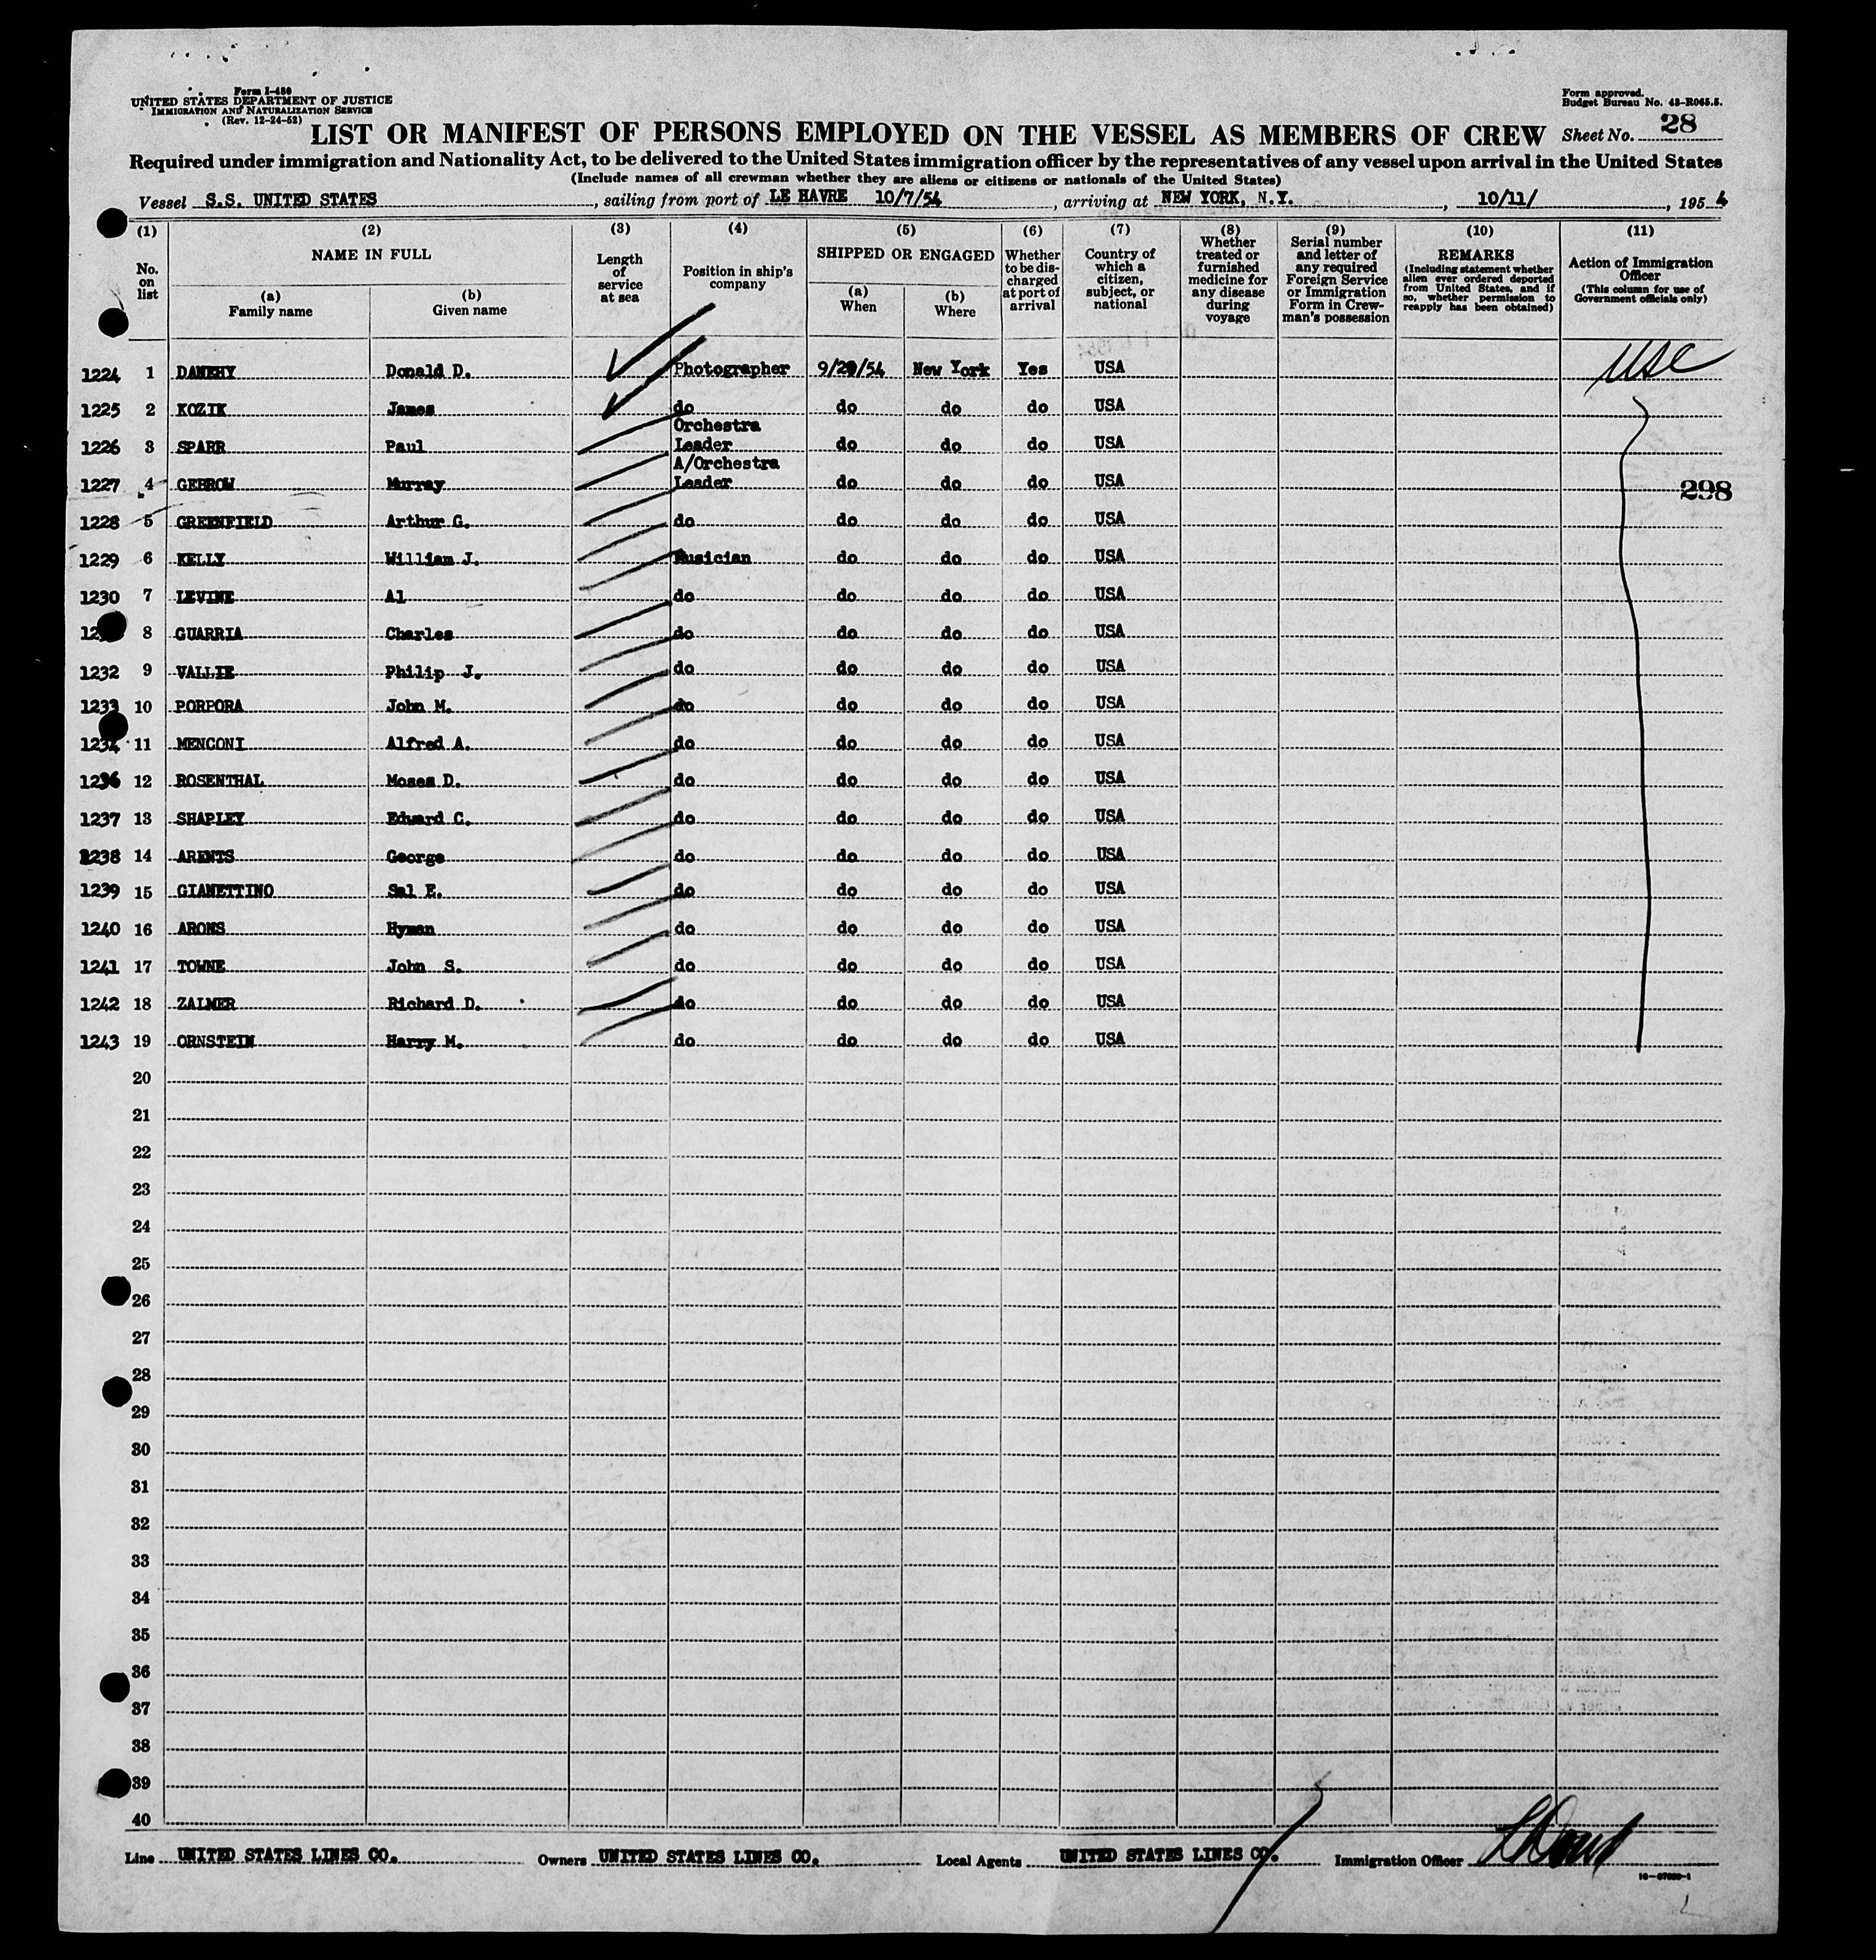 Form I-480
UNITED STATES DEPARTMENT OF JUSTICE
IMMIGRATION AND NATURALIZATION SERVICE
(Rev. 12-24-52)
Form approved.
Budget Bureau No. 43-R065.5.
LIST OR MANIFEST OF PERSONS EMPLOYED ON THE VESSEL AS MEMBERS OF CREW Sheet No. 28
Required under immigration and Nationality Act, to be delivered to the United States immigration officer by the representatives of any vessel upon arrival in the United States
(Include names of all crewman whether they are aliens or citizens or nationals of the United States)
Vessel S.S. UNITED STATES, sailing from port of LE HAVRE 10/7/54, arriving at NEW YORK, N.Y., 10/11/, 1954
(1) No. on list
(2) NAME IN FULL
(a) Family name
(b) Given name
(3) Length of service at sea
(4) Position in ship's company
(5) SHIPPED OR ENGAGED
(a) When
(b) Where
(6) Whether to be discharged at port of arrival
(7) Country of which a citizen, subject, or national
(8) Whether treated or furnished medicine for any disease during voyage
(9) Serial number and letter of any required Foreign Service or Immigration Form in Crewman's possession
(10) REMARKS (Including statement whether alien ever ordered deported from United States, and if so, whether permission to reapply has been obtained)
(11) Action of Immigration Officer (This column for use of Government officials only)
1224 1 DANEHY Donald D. Photographer 9/29/54 New York Yes USA USC
1225 2 KOZIK James do do do do USA
1226 3 SPARR Paul Orchestra Leader do do do USA
1227 4 GEBROW Murray A/Orchestra Leader do do do USA 298
1228 5 GREENFIELD Arthur G. do do do do USA
1229 6 KELLY William J. Musician do do do USA
1230 7 LEVINE Al do do do do USA
8 GUARRIA Charles do do do do USA
1232 9 VALLIE Philip J. do do do do USA
1233 10 PORPORA John M. do do do do USA
1234 11 MENCONI Alfred A. do do do do USA
1236 12 ROSENTHAL Moses D. do do do do USA
1237 13 SHAPLEY Edward C. do do do do USA
1238 14 ARENTS George do do do do USA
1239 15 GIANETTINO Sal E. do do do do USA
1240 16 ARONS Hyman do do do do USA
1241 17 TOWNE John S. do do do do USA
1242 18 ZALMER Richard D. do do do do USA
1243 19 ORNSTEIN Harry M. do do do do USA
20
21
22
23
24
25
26
27
28
29
30
31
32
33
34
35
36
37
38
39
40
Line UNITED STATES LINES CO. Owners UNITED STATES LINES CO. Local Agents UNITED STATES LINES CO. Immigration Officer